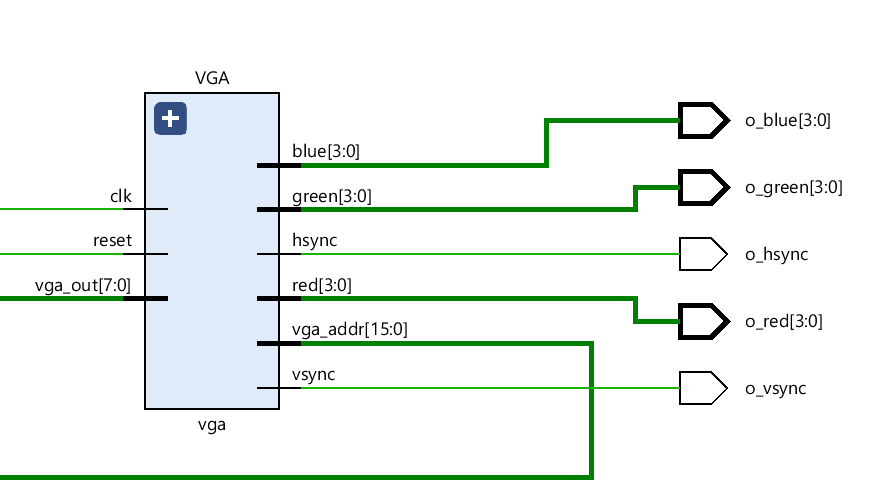 VGA
blue[3:0]
o_blue[3:0]
clk
green[3:0]
o_green[3:0]
reset
hsync
o_hsync
vga_out[7:0]
red[3:0]
o_red[3:0]
vga_addr[15:0]
vsync
o_vsync
vga